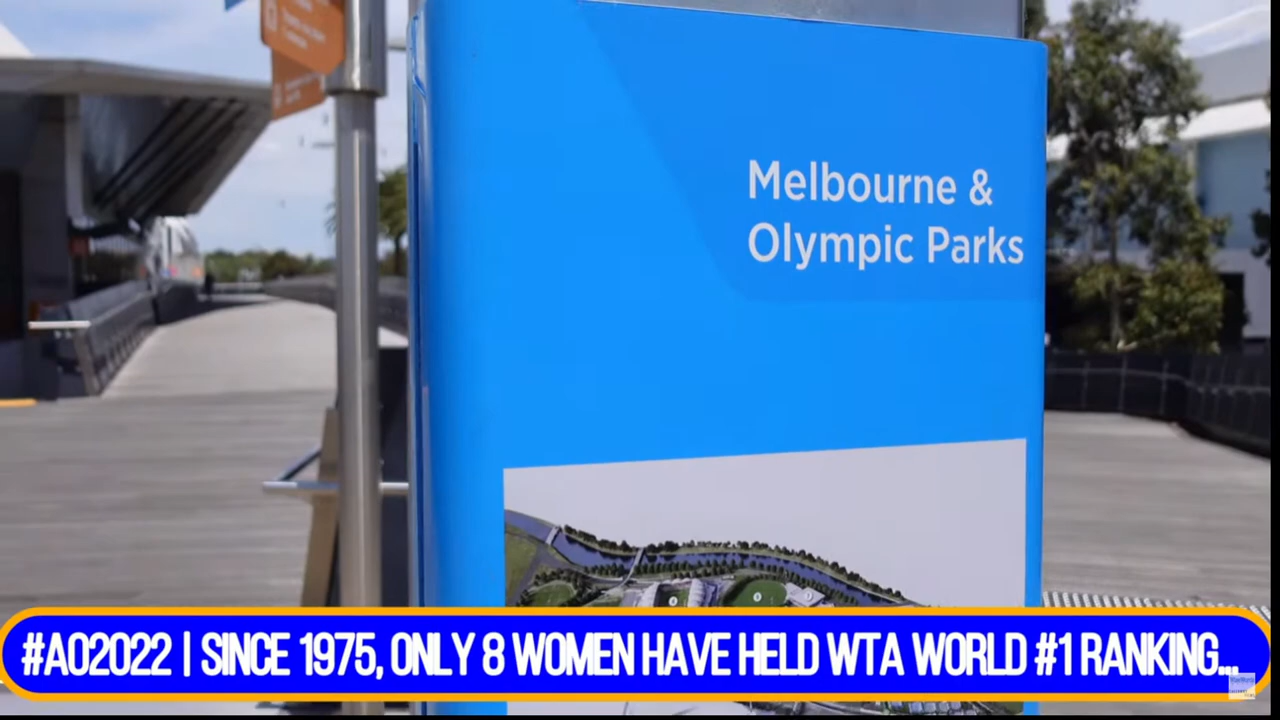 Melbourne &
Olympic Parks
#AO2022 | SINCE 1975, ONLY 8 WOMEN HAVE HELD WTA WORLD #1 RANKING...